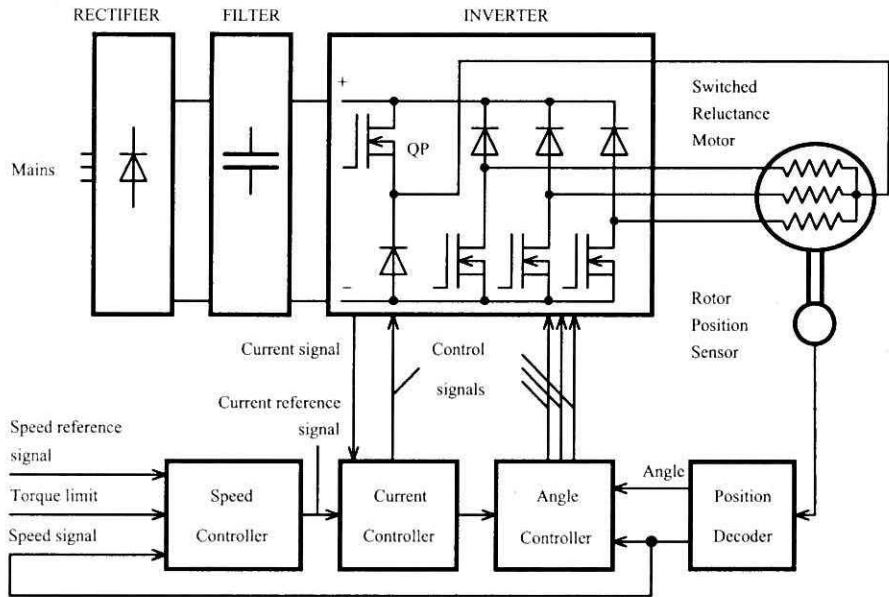 RECTIFIER
FILTER
INVERTER
+
Switched
Reluctance
Motor
QP
Mains
−
Rotor
Position
Sensor
Current signal
Control
signals
Current reference
signal
Speed reference
signal
Torque limit
Speed signal
Speed
Controller
Current
Controller
Angle
Controller
Angle
Position
Decoder